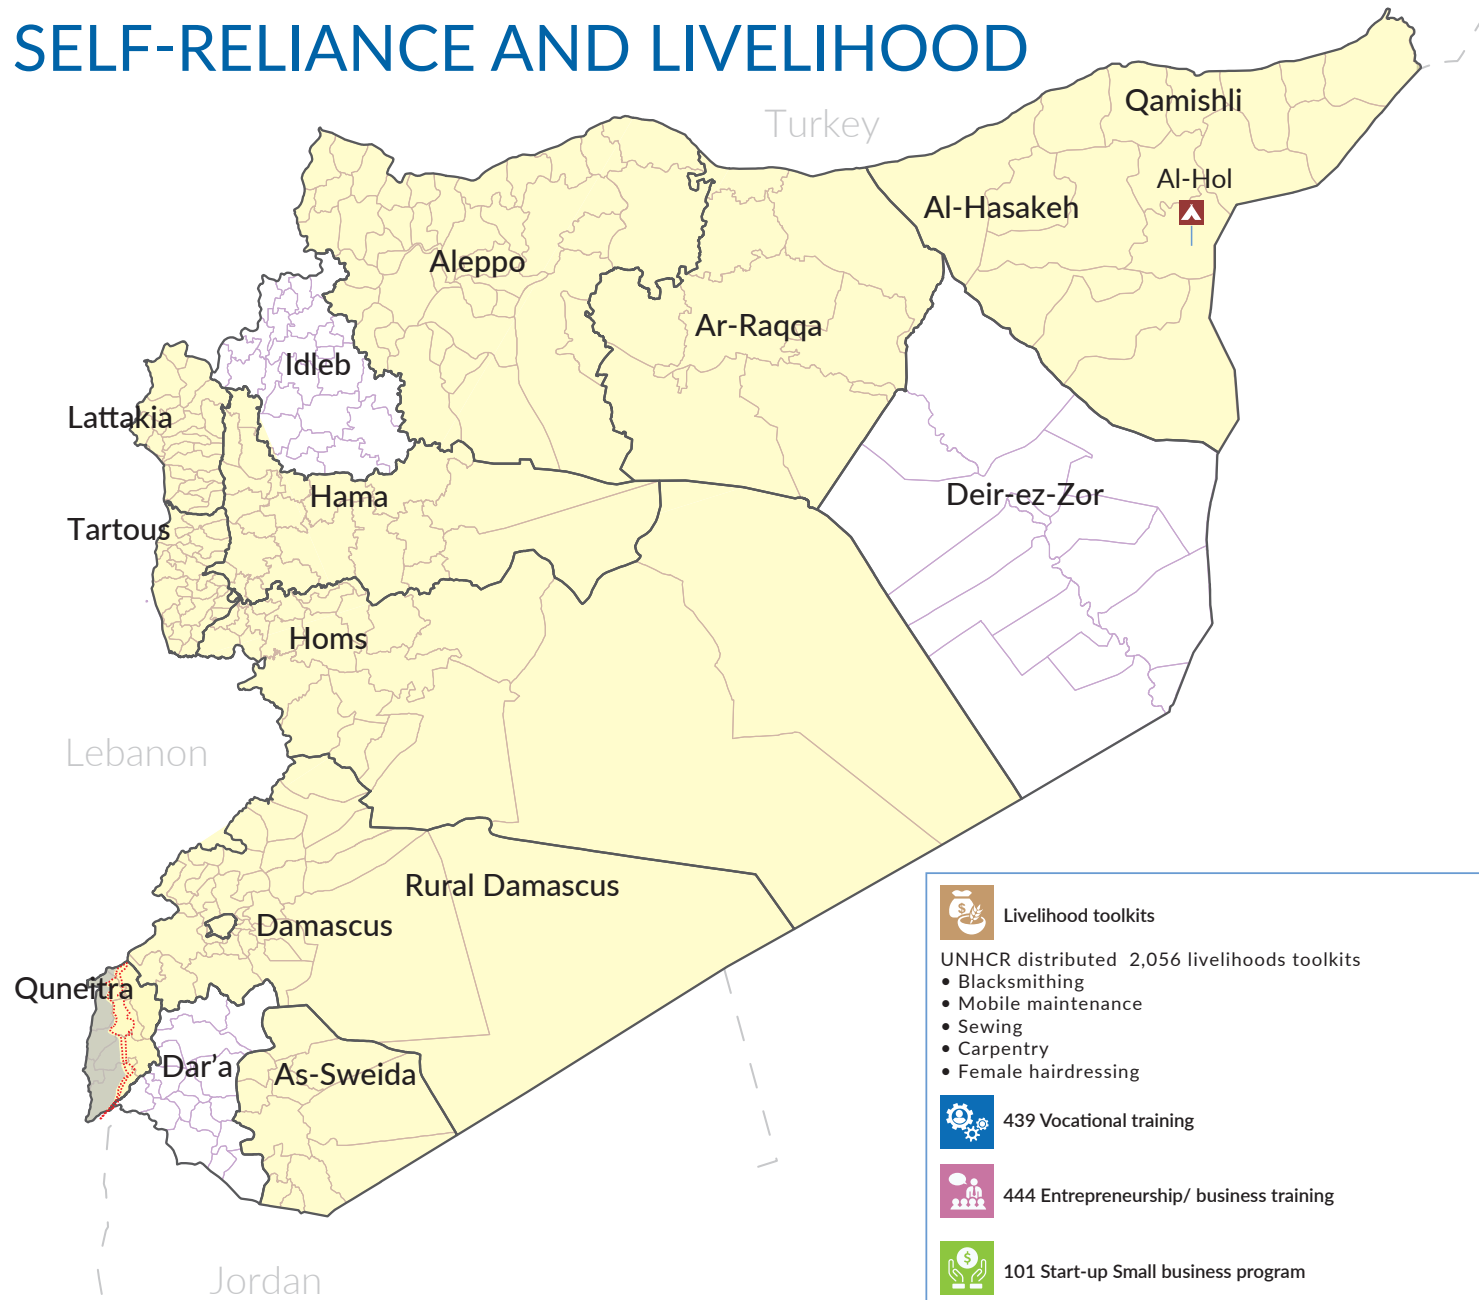 SELF-RELIANCE AND LIVELIHOOD
Turkey
Qamishli
Al-Hol
Al-Hasakeh
Aleppo
Ar-Raqqa
Idleb
Lattakia
Hama
Deir-ez-Zor
Tartous
Homs
Lebanon
Rural Damascus
Damascus
Quneitra
Dar’a
As-Sweida
Jordan
Livelihood toolkits
UNHCR distributed 2,056 livelihoods toolkits
• Blacksmithing
• Mobile maintenance
• Sewing
• Carpentry
• Female hairdressing
439 Vocational training
444 Entrepreneurship/ business training
101 Start-up Small business program